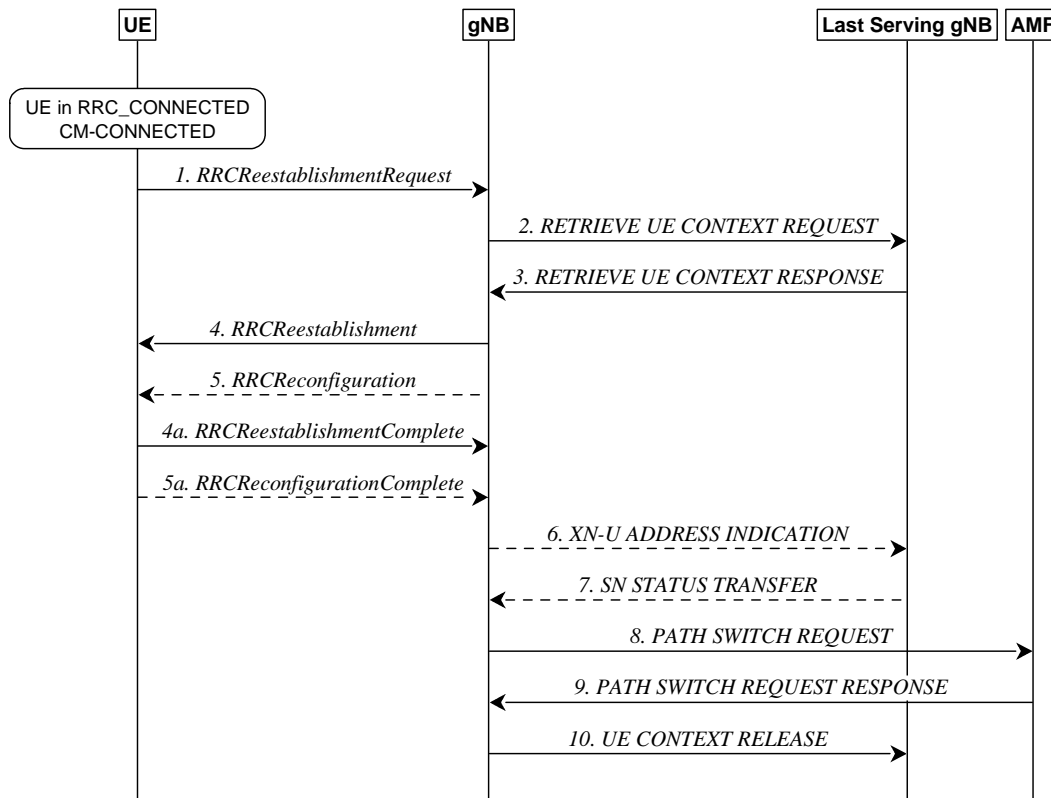 UE
gNB
Last Serving gNB
AMF
UE in RRC_CONNECTED
CM-CONNECTED
1. RRCReestablishmentRequest
2. RETRIEVE UE CONTEXT REQUEST
3. RETRIEVE UE CONTEXT RESPONSE
4. RRCReestablishment
5. RRCReconfiguration
4a. RRCReestablishmentComplete
5a. RRCReconfigurationComplete
6. XN-U ADDRESS INDICATION
7. SN STATUS TRANSFER
8. PATH SWITCH REQUEST
9. PATH SWITCH REQUEST RESPONSE
10. UE CONTEXT RELEASE